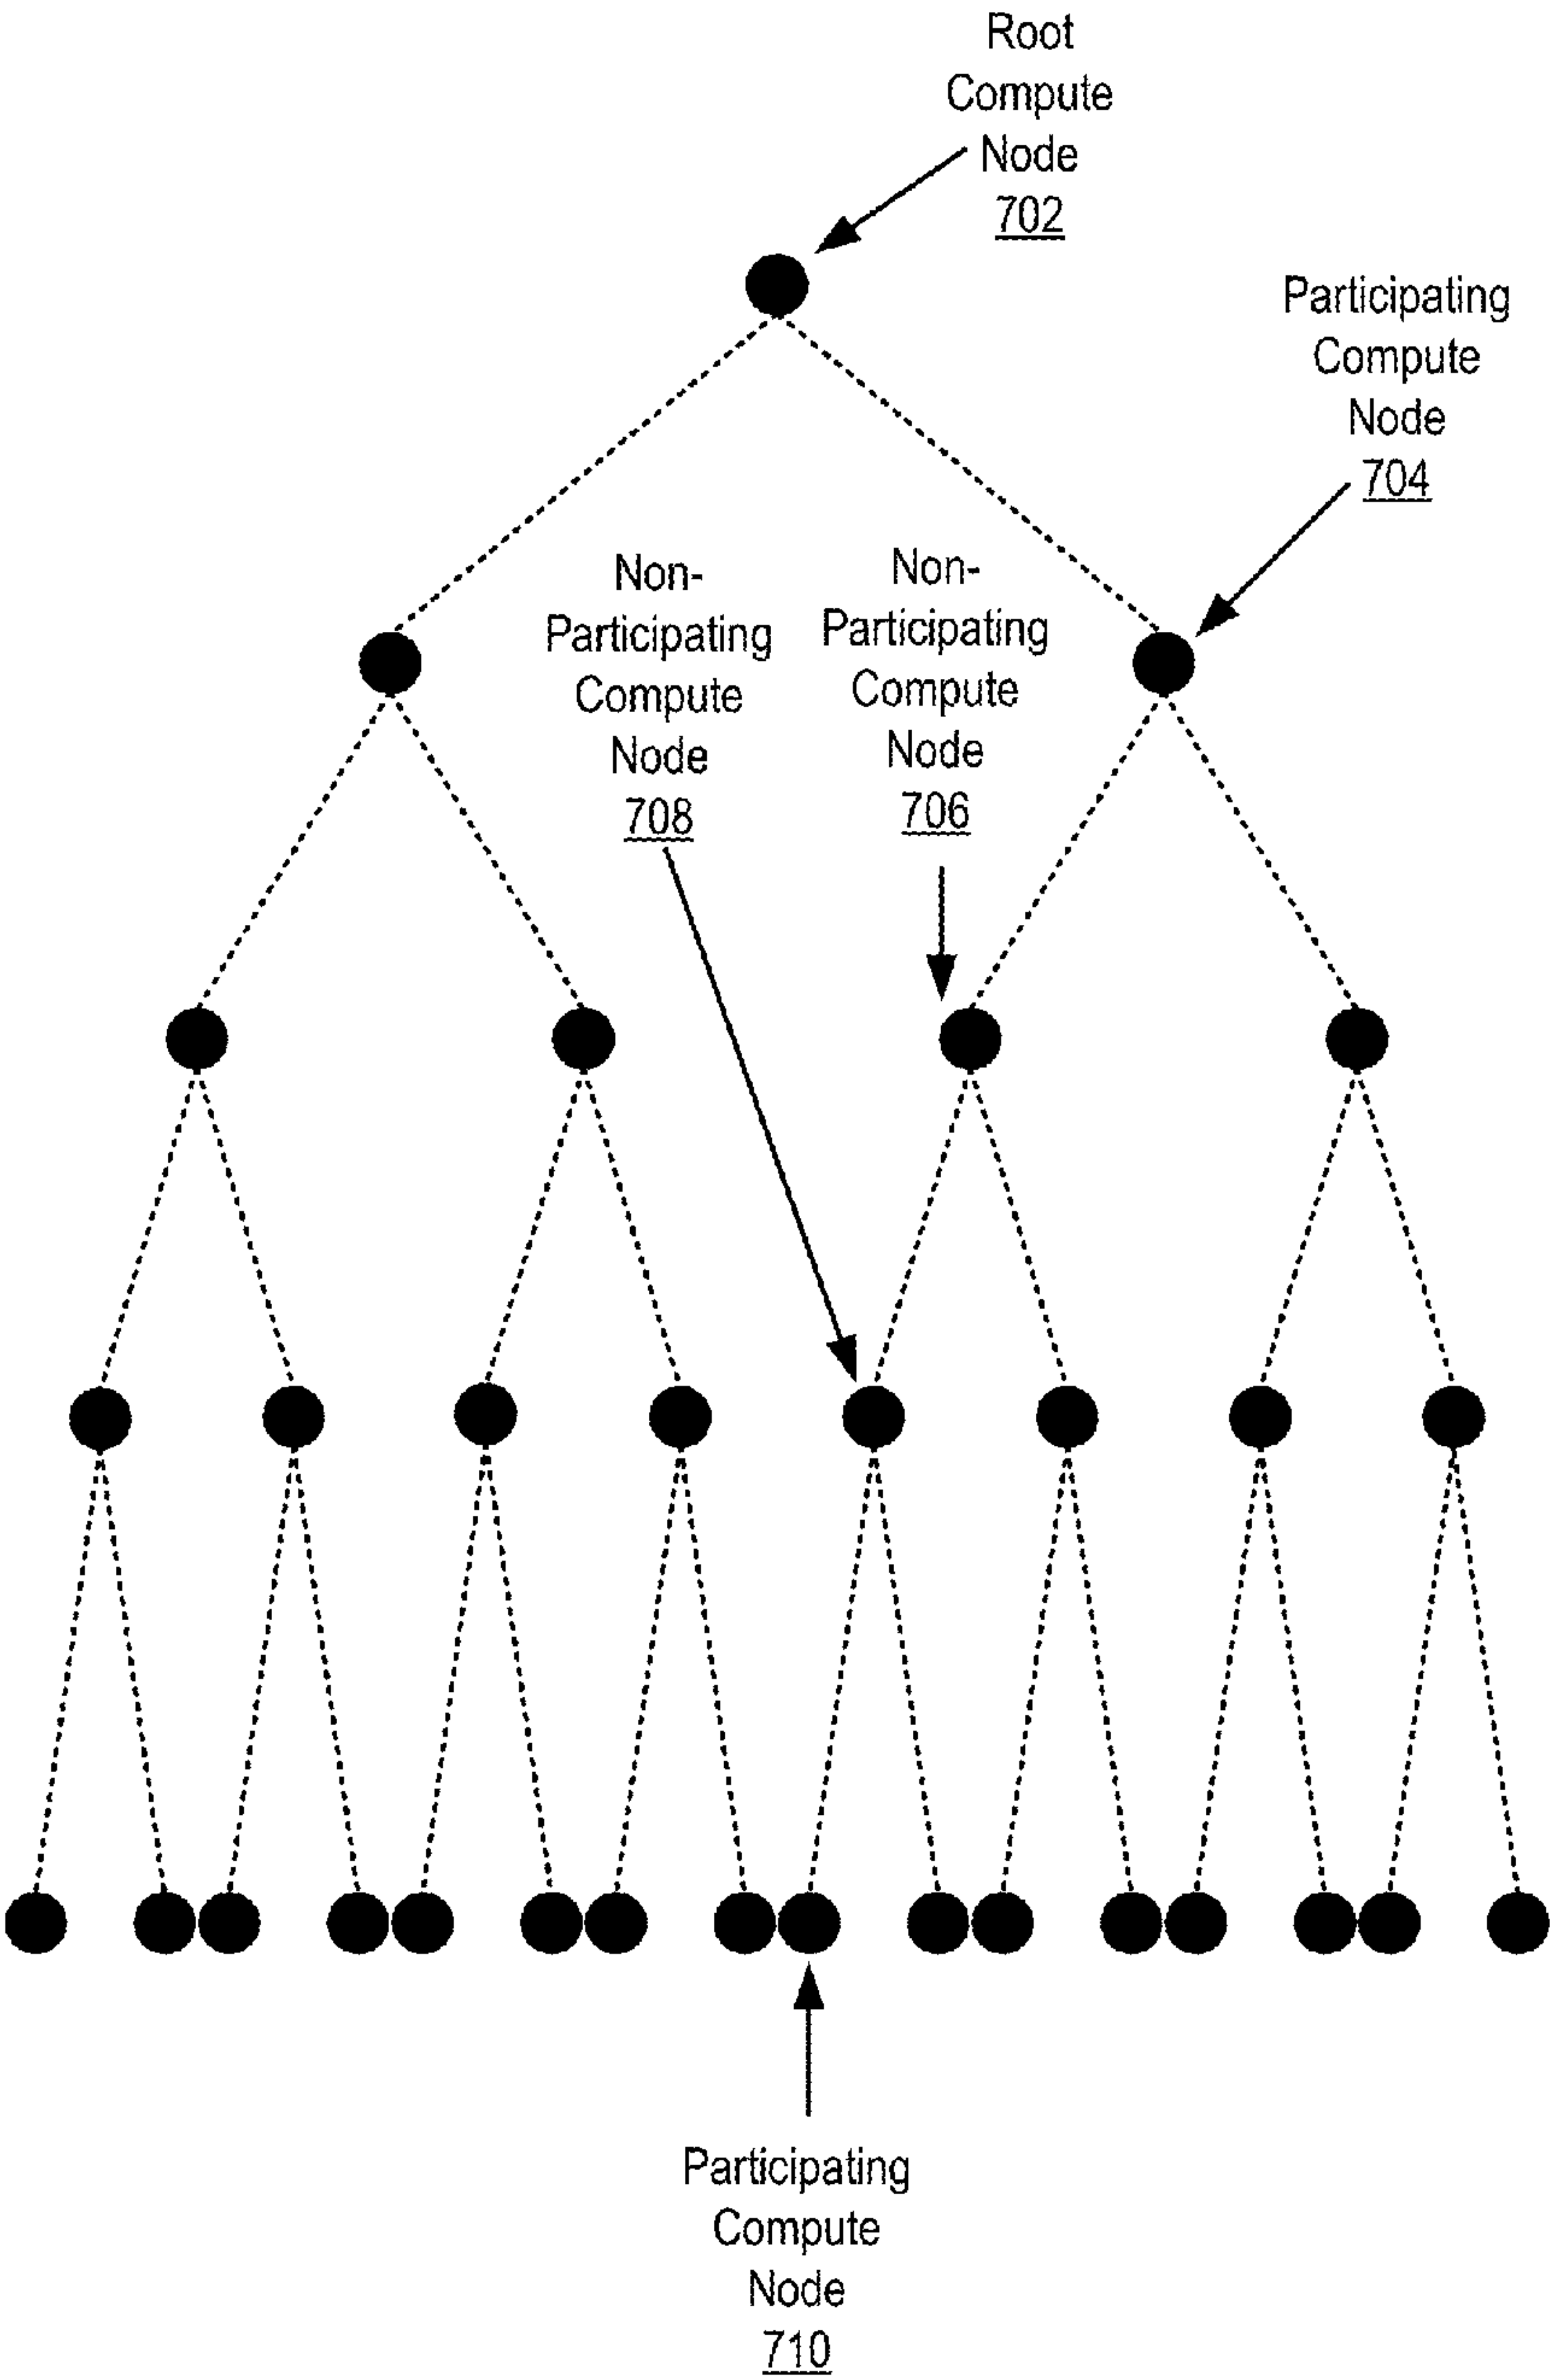 Root
Compute
Node
702
Participating
Compute
Node
704
Non-
Participating
Compute
Node
708
Non-
Participating
Compute
Node
706
Participating
Compute
Node
710